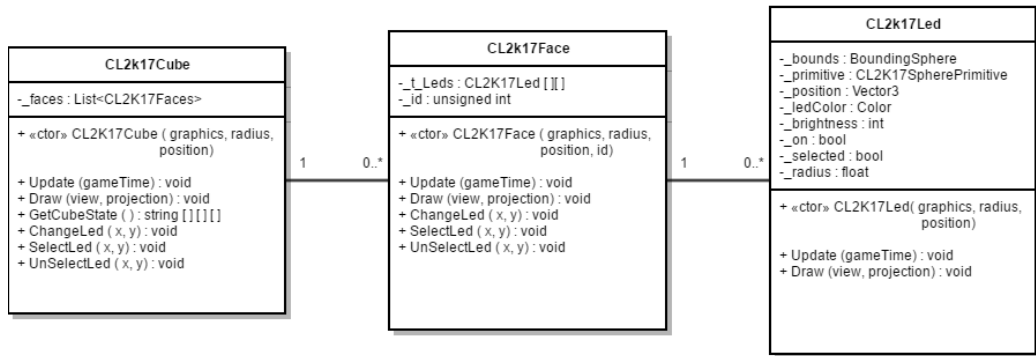 CL2k17Cube
-_faces : List<CL2K17Faces>
+ «ctor» CL2K17Cube ( graphics, radius,
position)
+ Update (gameTime) : void
+ Draw (view, projection) : void
+ GetCubeState ( ) : string [ ] [ ] [ ]
+ ChangeLed ( x, y) : void
+ SelectLed ( x, y) : void
+ UnSelectLed ( x, y) : void
1
0..*
CL2k17Face
-_t_Leds : CL2K17Led [ ][ ]
-_id : unsigned int
+ «ctor» CL2K17Face ( graphics, radius,
position, id)
+ Update (gameTime) : void
+ Draw (view, projection) : void
+ ChangeLed ( x, y) : void
+ SelectLed ( x, y) : void
+ UnSelectLed ( x, y) : void
1
0..*
CL2k17Led
-_bounds : BoundingSphere
-_primitive : CL2K17SpherePrimitive
-_position : Vector3
-_ledColor : Color
-_brightness : int
-_on : bool
-_selected : bool
-_radius : float
+ «ctor» CL2K17Led( graphics, radius,
position)
+ Update (gameTime) : void
+ Draw (view, projection) : void